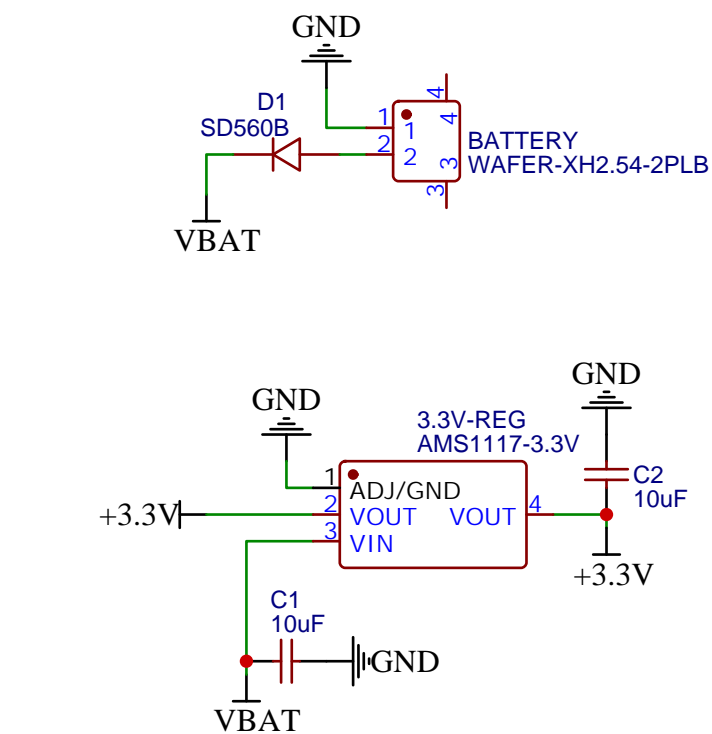 GND
D1
SD560B
4
4
1
1
2
2
3
3
BATTERY
WAFER-XH2.54-2PLB
VBAT
GND
GND
3.3V-REG
AMS1117-3.3V
C2
10uF
1
ADJ/GND
+3.3V
2
VOUT
VOUT
4
3
VIN
+3.3V
C1
10uF
GND
VBAT